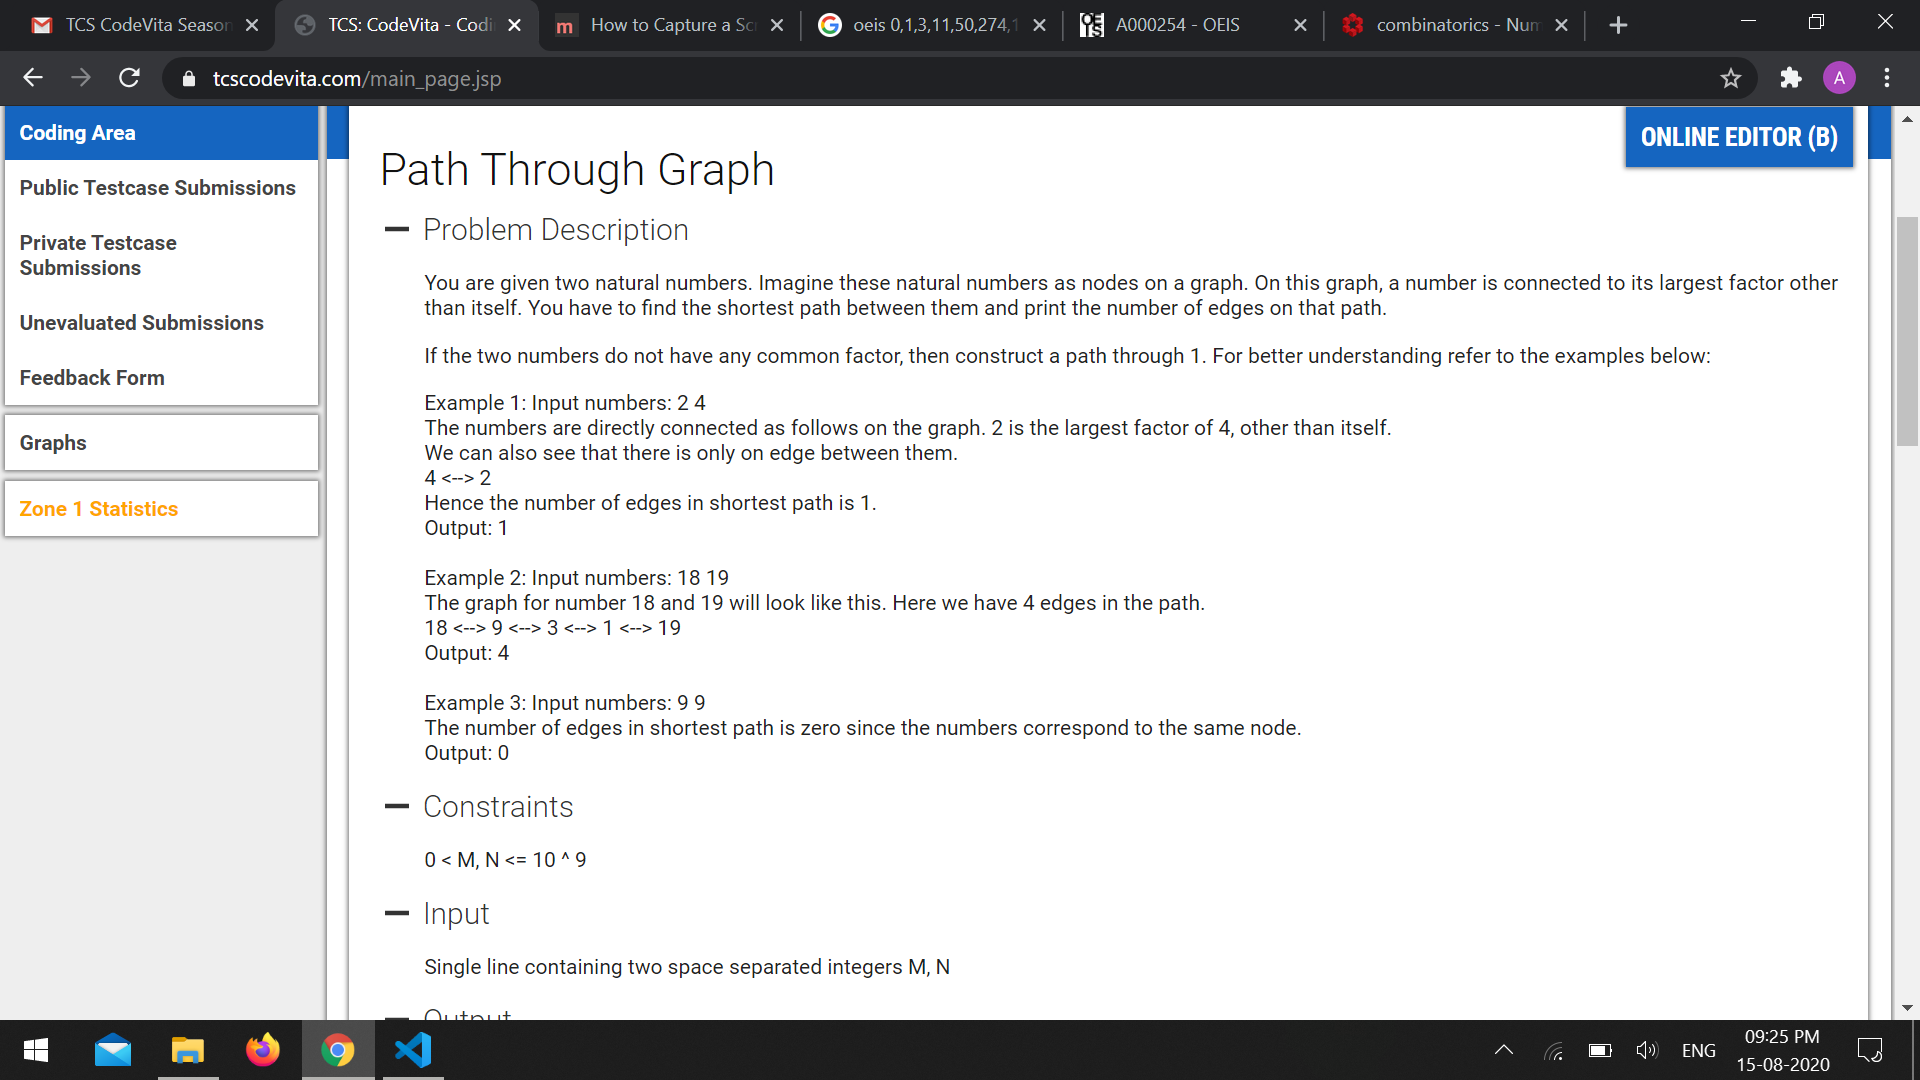 TCS CodeVita Season
TCS: CodeVita - Codi
m How to Capture a Sc
oeis 0,1,3,11,50,274,1
A000254 - OEIS
combinatorics - Num
tcscodevita.com/main_page.jsp
A
Coding Area
Public Testcase Submissions
Private Testcase
Submissions
Unevaluated Submissions
Feedback Form
Graphs
Zone 1 Statistics
ONLINE EDITOR (B)
Path Through Graph
Problem Description
You are given two natural numbers. Imagine these natural numbers as nodes on a graph. On this graph, a number is connected to its largest factor other
than itself. You have to find the shortest path between them and print the number of edges on that path.
If the two numbers do not have any common factor, then construct a path through 1. For better understanding refer to the examples below:
Example 1: Input numbers: 2 4
The numbers are directly connected as follows on the graph. 2 is the largest factor of 4, other than itself.
We can also see that there is only on edge between them.
4 <--> 2
Hence the number of edges in shortest path is 1.
Output: 1
Example 2: Input numbers: 18 19
The graph for number 18 and 19 will look like this. Here we have 4 edges in the path.
18 <--> 9 <--> 3 <--> 1 <--> 19
Output: 4
Example 3: Input numbers: 9 9
The number of edges in shortest path is zero since the numbers correspond to the same node.
Output: 0
Constraints
0 < M, N <= 10 ^ 9
Input
Single line containing two space separated integers M, N
Output
ENG
09:25 PM
15-08-2020